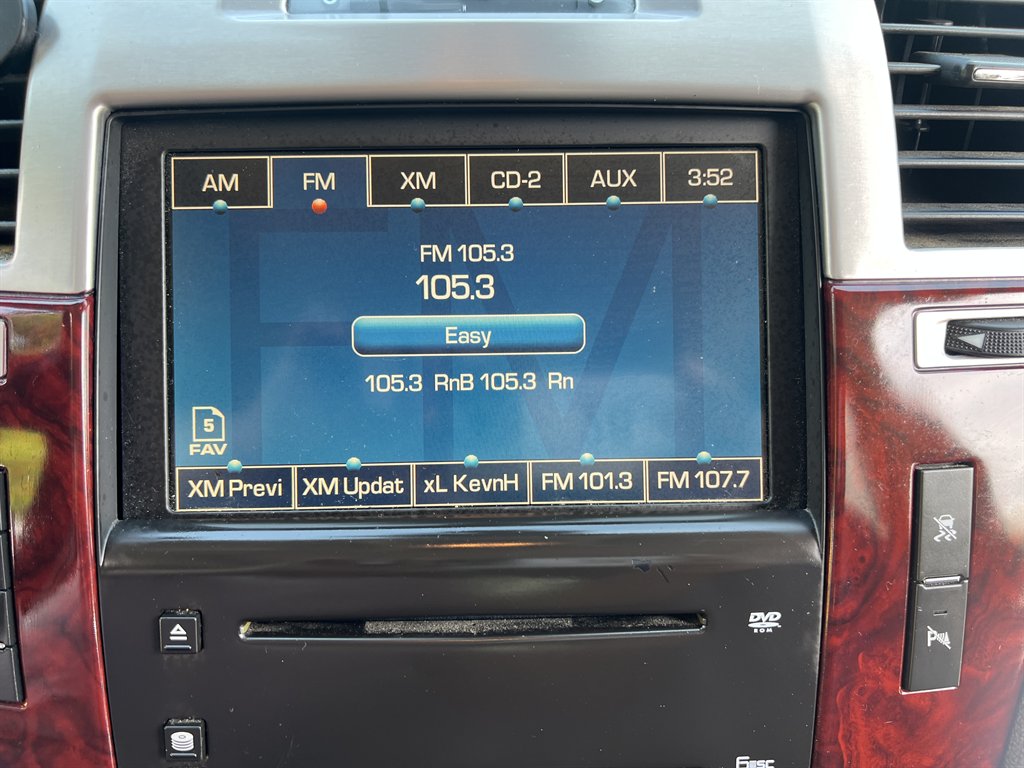 AM FM XM CD-2 AUX 3:52
FM 105.3
105.3
Easy
105.3 RnB 105.3 Rn
5
FAV
XM Previ XM Updat xL KevnH FM 101.3 FM 107.7
DVD
ROM
P
6DISC